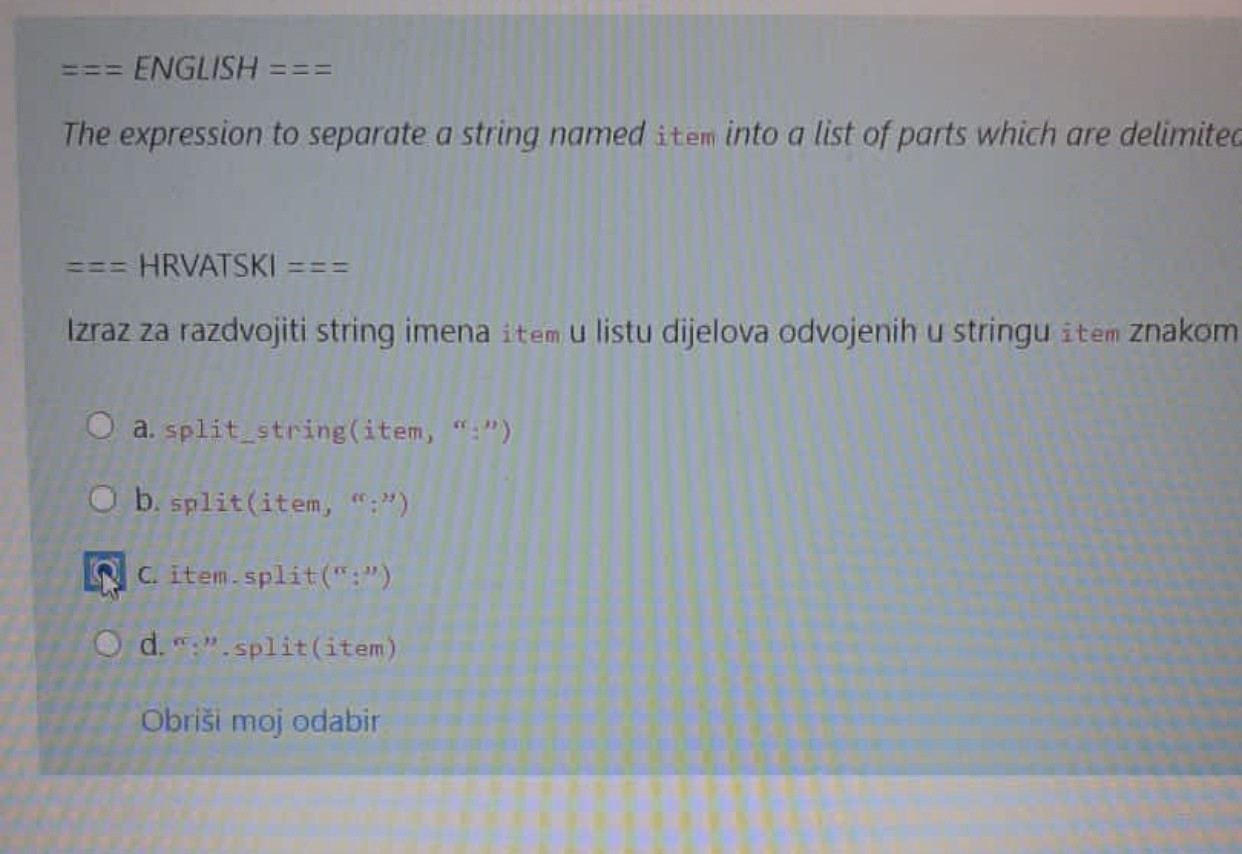 === ENGLISH ===
The expression to separate a string named item into a list of parts which are delimited
=== HRVATSKI ===
Izraz za razdvojiti string imena item u listu dijelova odvojenih u stringu item znakom
a. split_string(item, “:”)
b. split(item, “:”)
c. item.split(“:”)
d. “:”.split(item)
Obriši moj odabir